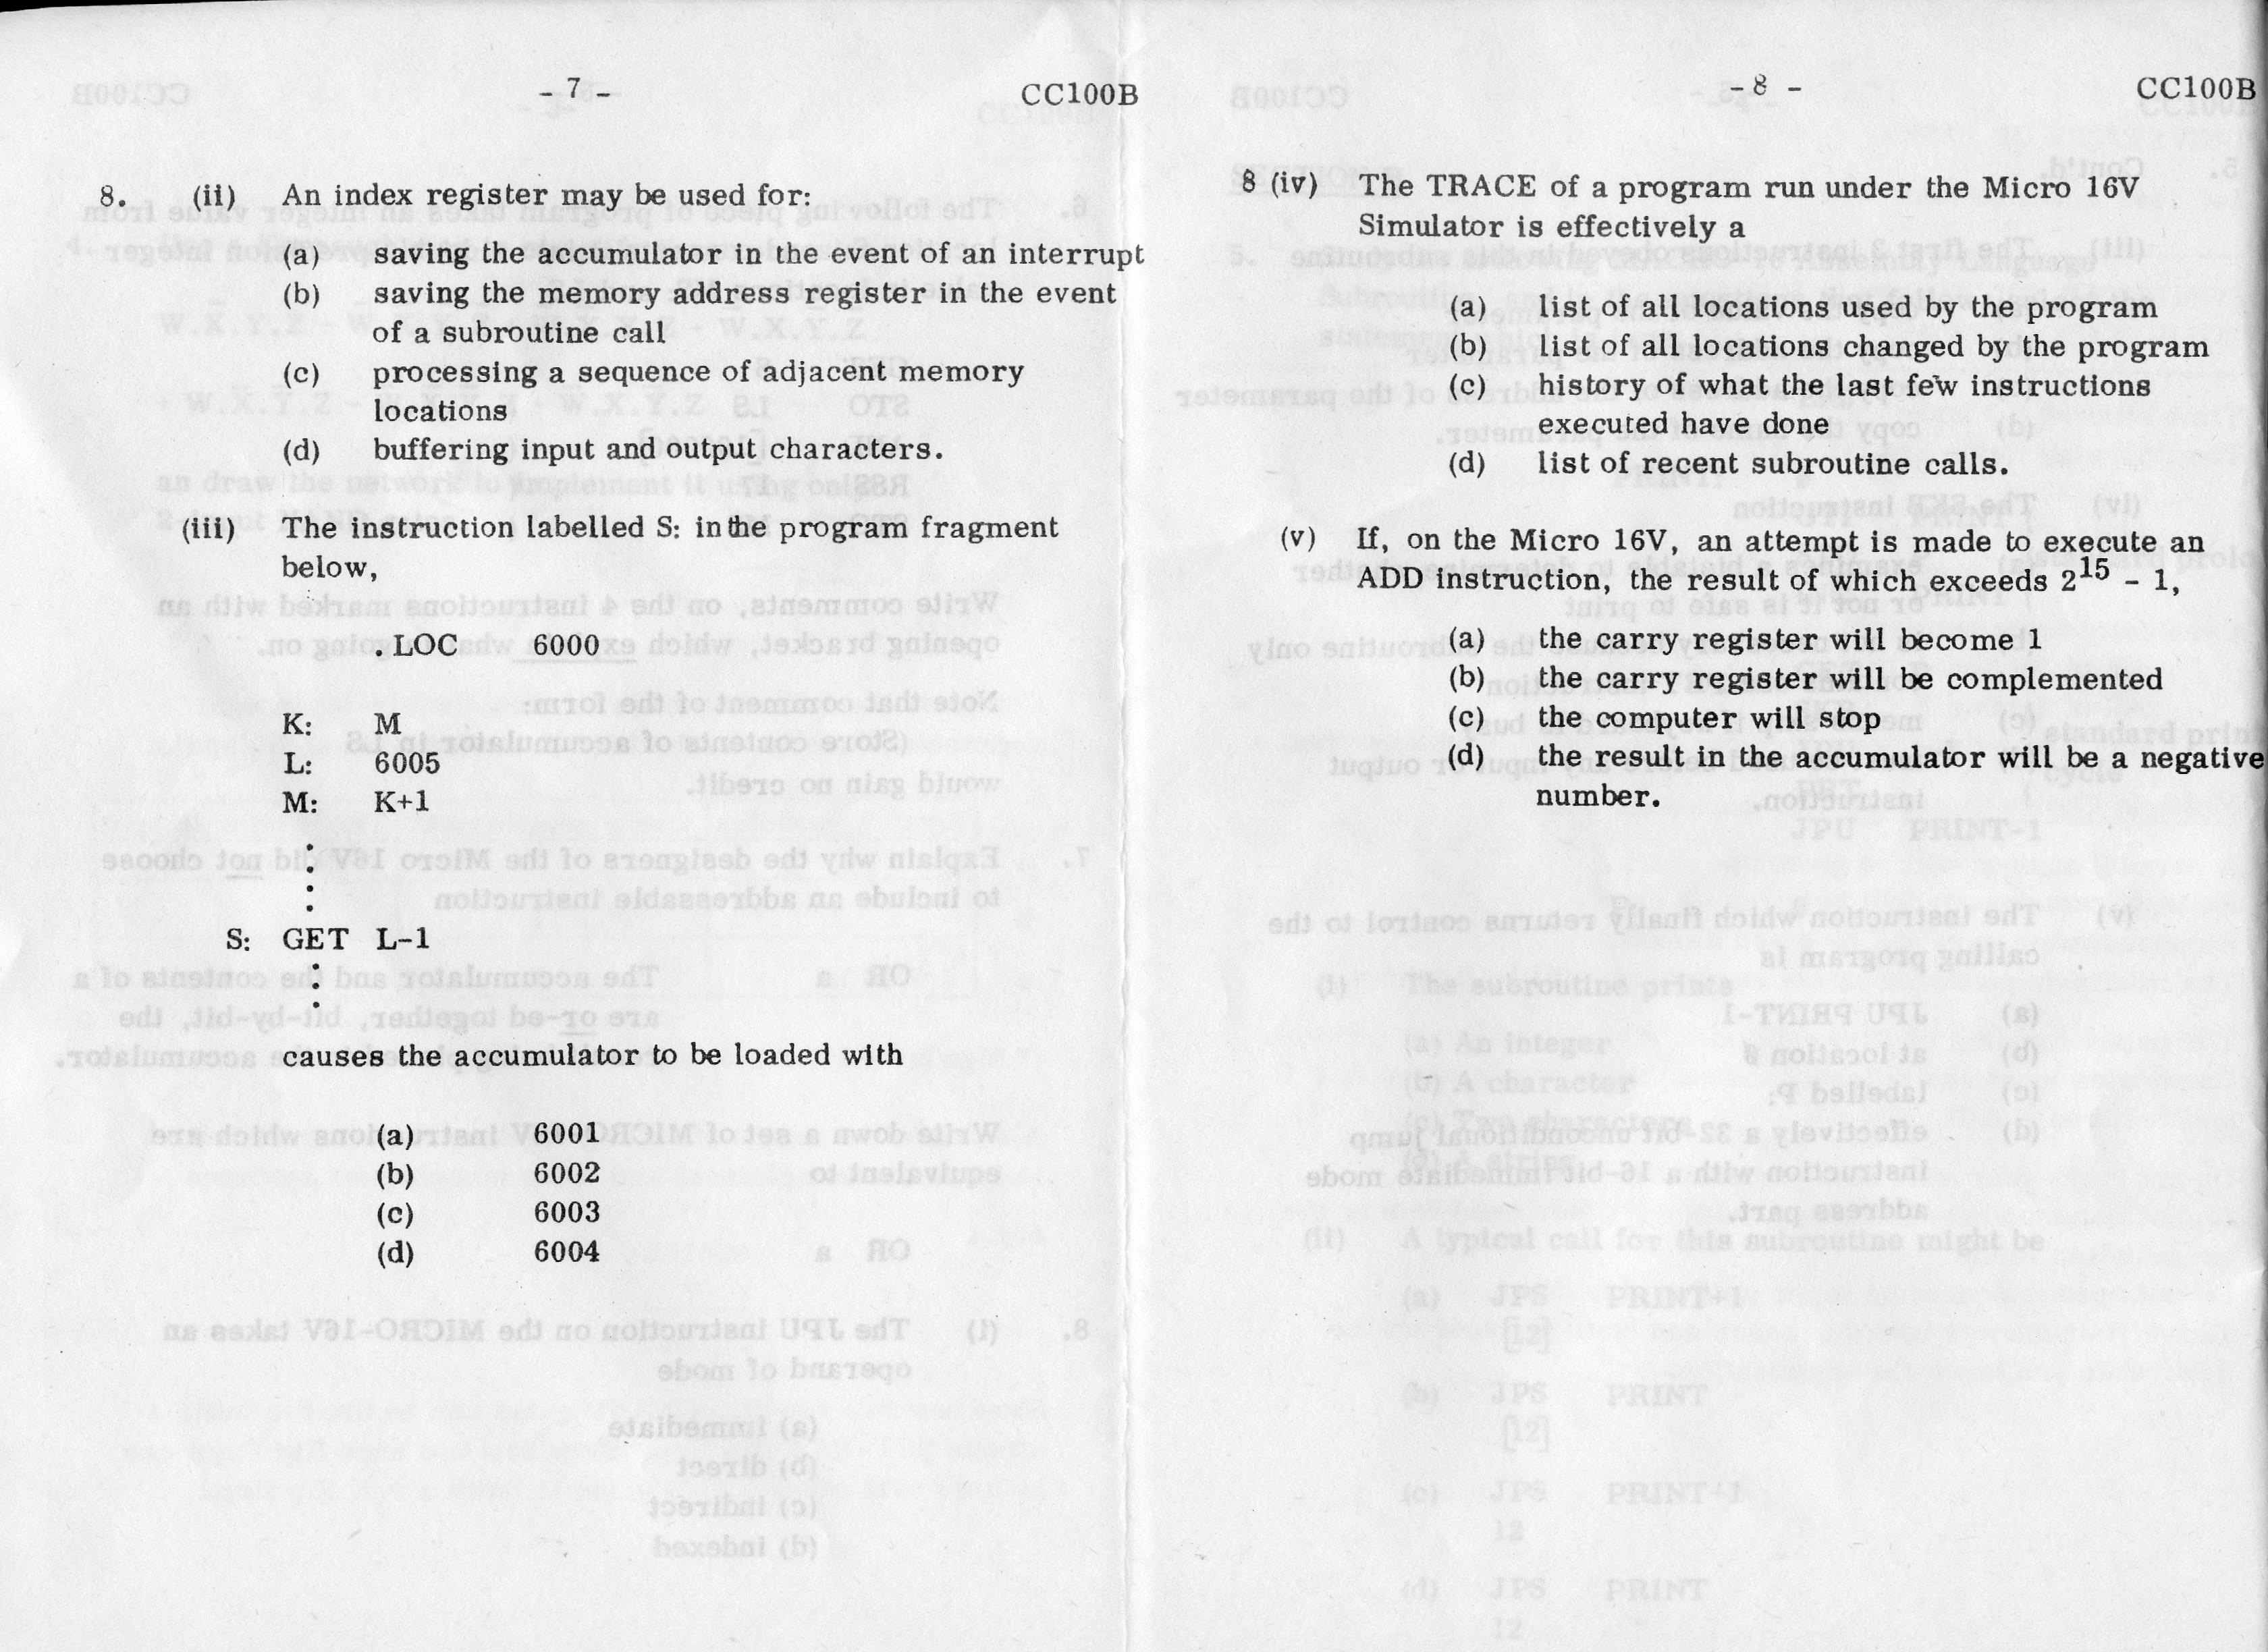 - 7 -
CC100B
8. (ii) An index register may be used for:
(a) saving the accumulator in the event of an interrupt
(b) saving the memory address register in the event
of a subroutine call
(c) processing a sequence of adjacent memory
locations
(d) buffering input and output characters.
(iii) The instruction labelled S: in the program fragment
below,
. LOC 6000
K: M
L: 6005
M: K+1
S: GET L-1
causes the accumulator to be loaded with
(a) 6001
(b) 6002
(c) 6003
(d) 6004
- 8 -
CC100B
8 (iv) The TRACE of a program run under the Micro 16V
Simulator is effectively a
(a) list of all locations used by the program
(b) list of all locations changed by the program
(c) history of what the last few instructions
executed have done
(d) list of recent subroutine calls.
(v) If, on the Micro 16V, an attempt is made to execute an
ADD instruction, the result of which exceeds 2¹⁵ - 1,
(a) the carry register will become 1
(b) the carry register will be complemented
(c) the computer will stop
(d) the result in the accumulator will be a negative
number.